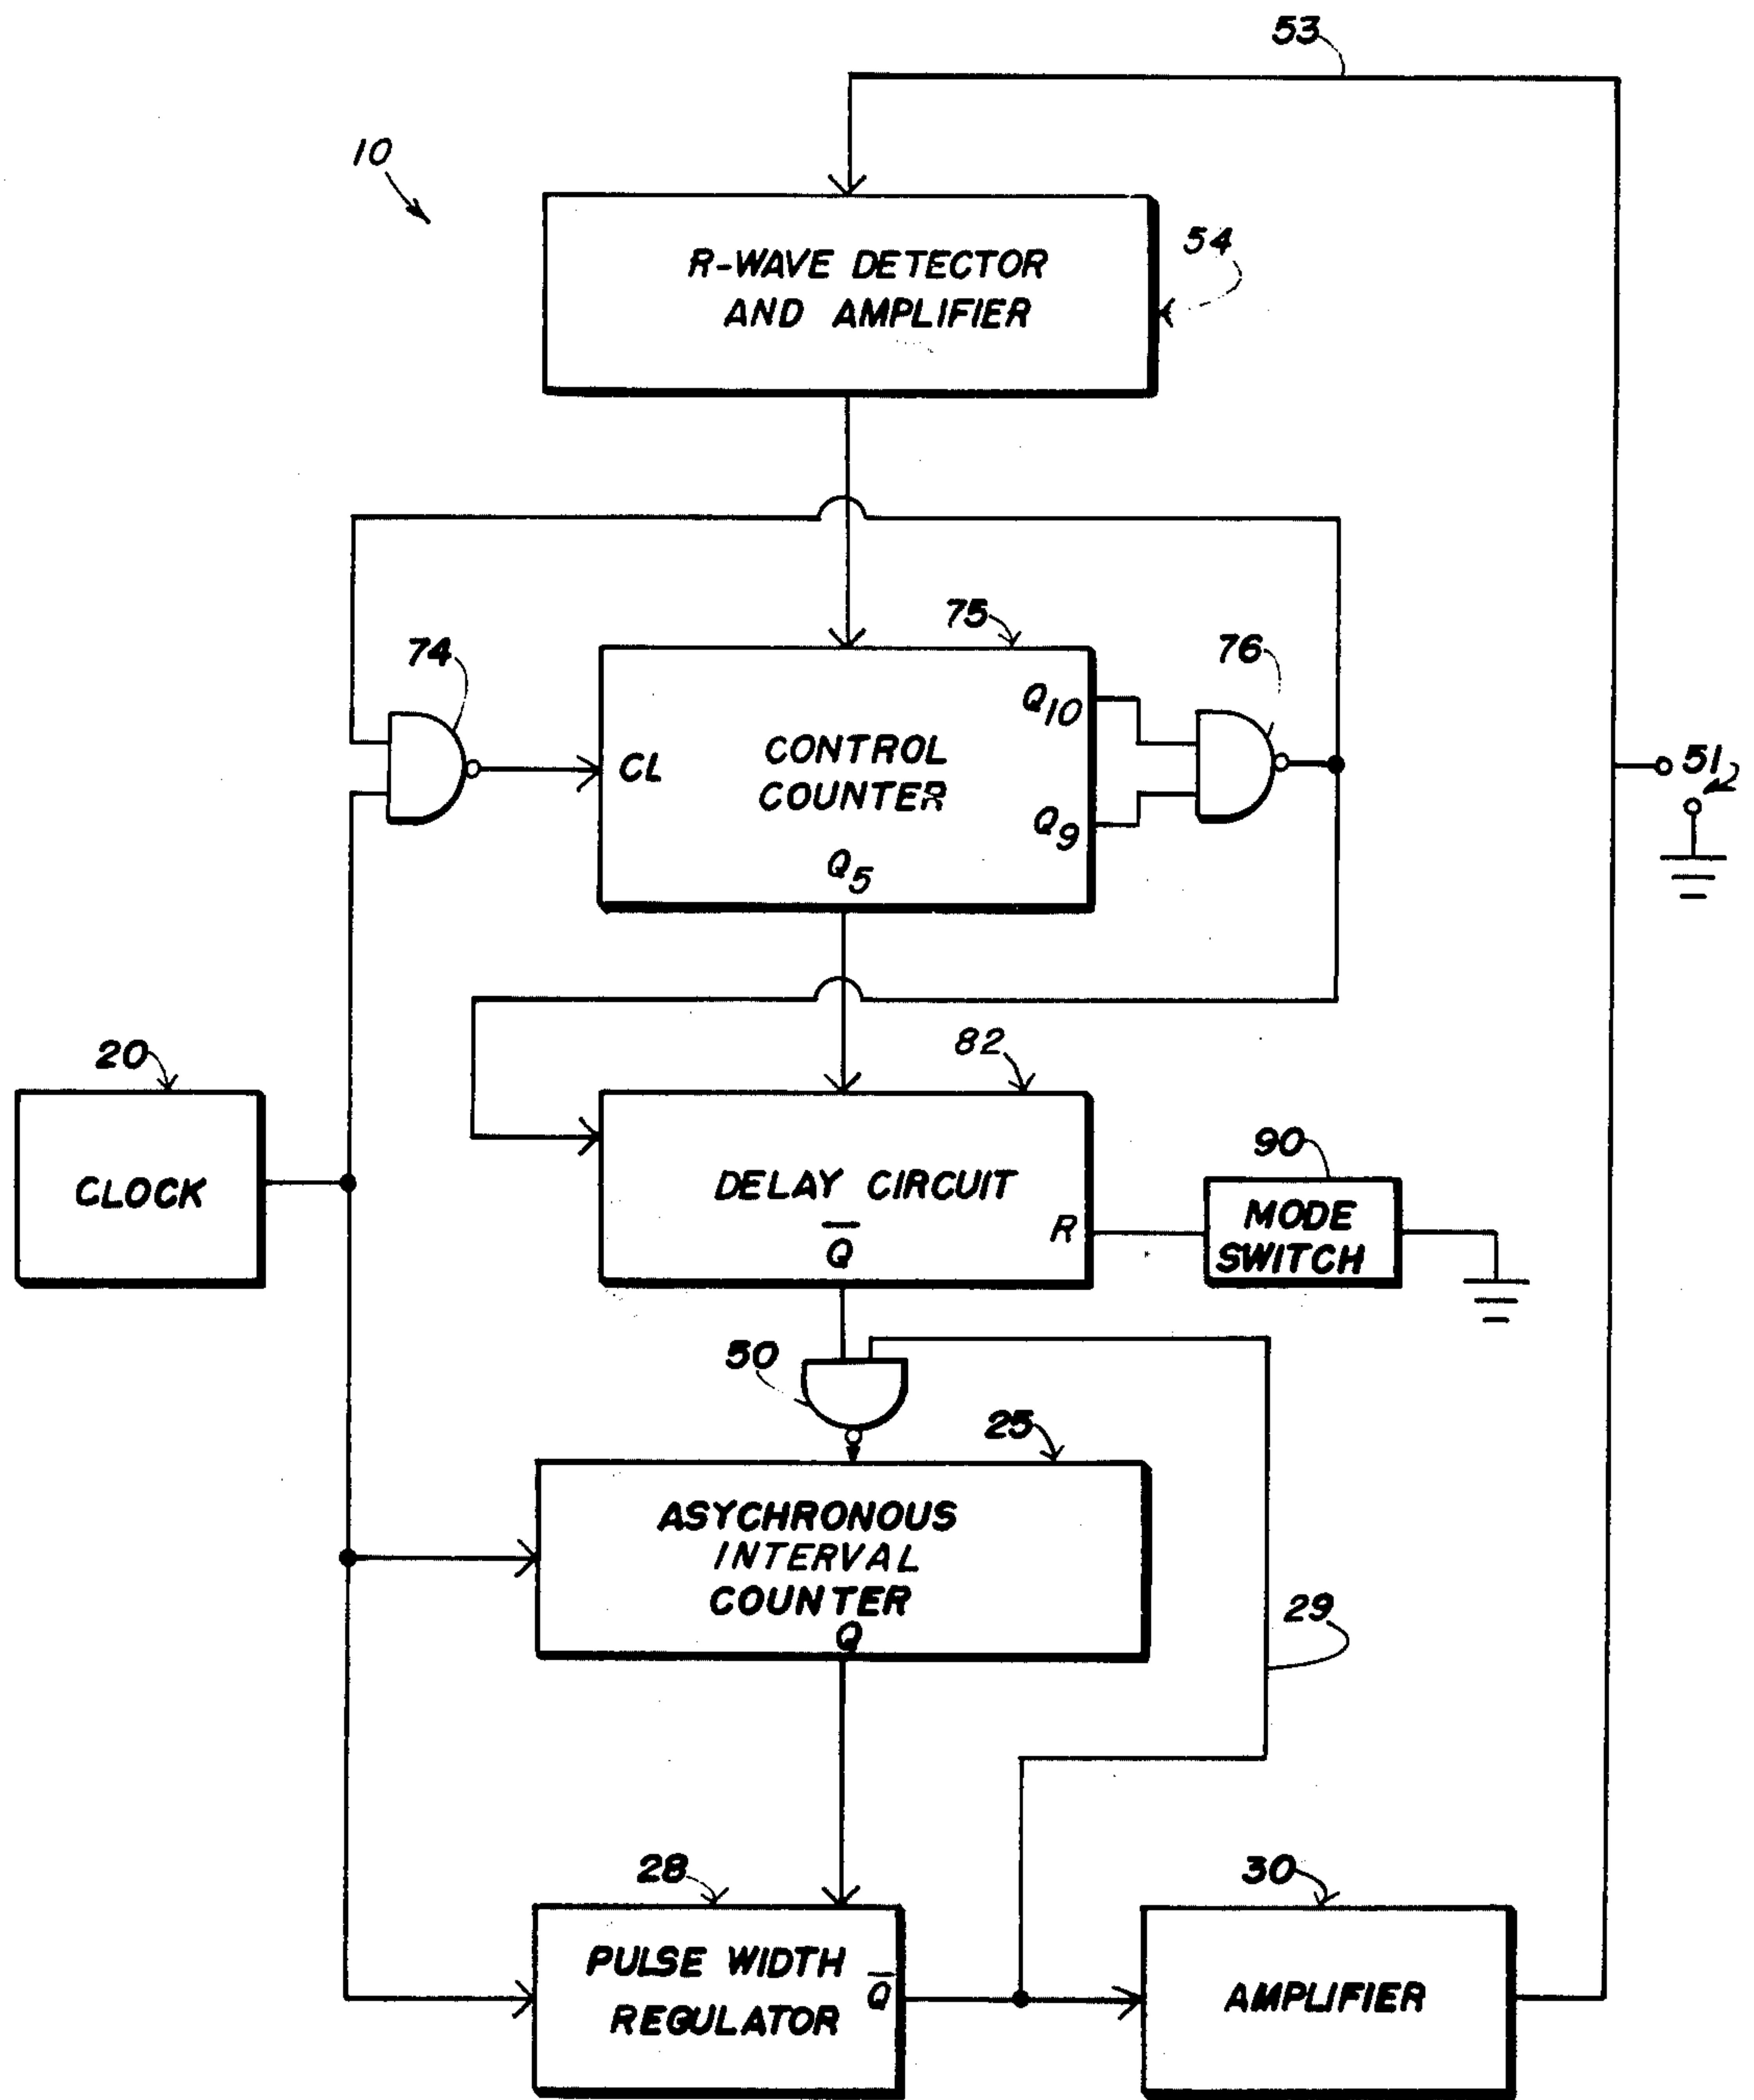 53
10
R-WAVE DETECTOR
AND AMPLIFIER
54
75
74
76
Q10
CL
CONTROL
COUNTER
Q9
Q5
51
20
82
CLOCK
DELAY CIRCUIT
Q̅
R
90
MODE
SWITCH
50
25
ASYCHRONOUS
INTERVAL
COUNTER
Q
29
28
30
PULSE WIDTH
REGULATOR
Q̅
AMPLIFIER